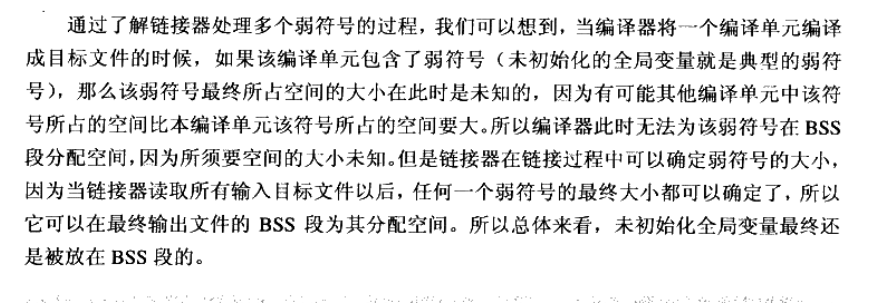 通过了解链接器处理多个弱符号的过程，我们可以想到，当编译器将一个编译单元编译
成目标文件的时候，如果该编译单元包含了弱符号（未初始化的全局变量就是典型的弱符
号），那么该弱符号最终所占空间的大小在此时是未知的，因为有可能其他编译单元中该符
号所占的空间比本编译单元该符号所占的空间要大。所以编译器此时无法为该弱符号在 BSS
段分配空间，因为所须要空间的大小未知。但是链接器在链接过程中可以确定弱符号的大小，
因为当链接器读取所有输入目标文件以后，任何一个弱符号的最终大小都可以确定了，所以
它可以在最终输出文件的 BSS 段为其分配空间。所以总体来看，未初始化全局变量最终还
是被放在 BSS 段的。